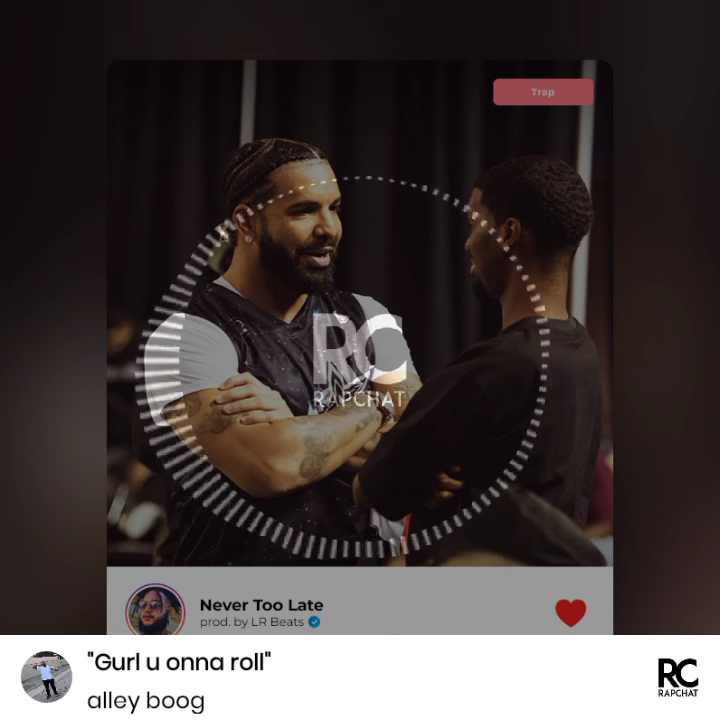 Trap
RC
RAPCHAT
Never Too Late
prod. by LR Beats
"Gurl u onna roll"
alley boog
RC
RAPCHAT